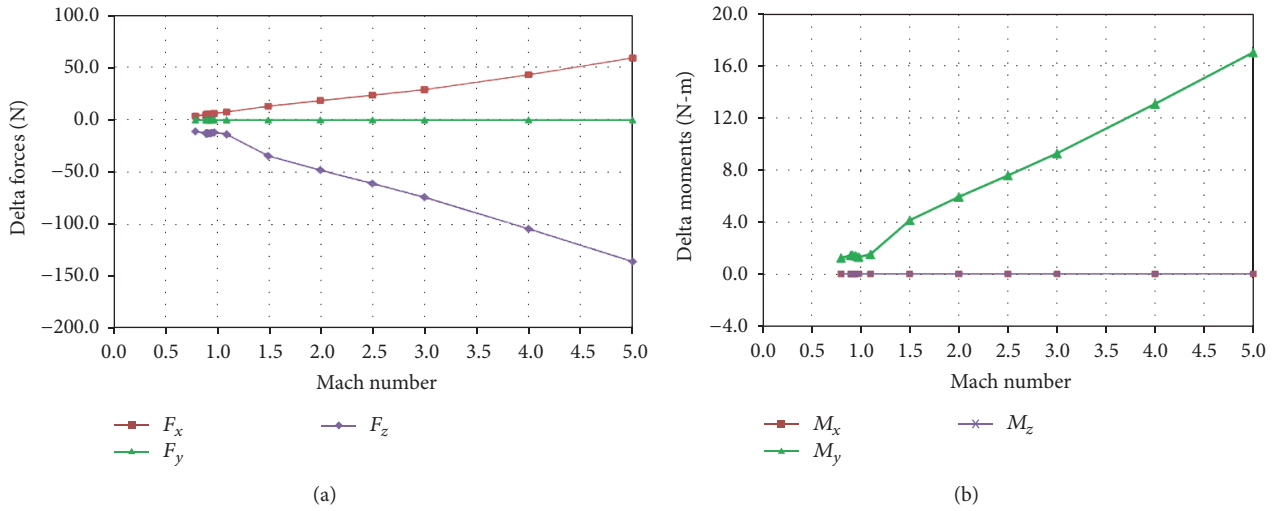 100.0
50.0
0.0
−50.0
−100.0
−150.0
−200.0
Delta forces (N)
0.0 0.5 1.0 1.5 2.0 2.5 3.0 3.5 4.0 4.5 5.0
Mach number
Fx
Fy
Fz
(a)
20.0
16.0
12.0
8.0
4.0
0.0
−4.0
Delta moments (N-m)
0.0 0.5 1.0 1.5 2.0 2.5 3.0 3.5 4.0 4.5 5.0
Mach number
Mx
My
Mz
(b)